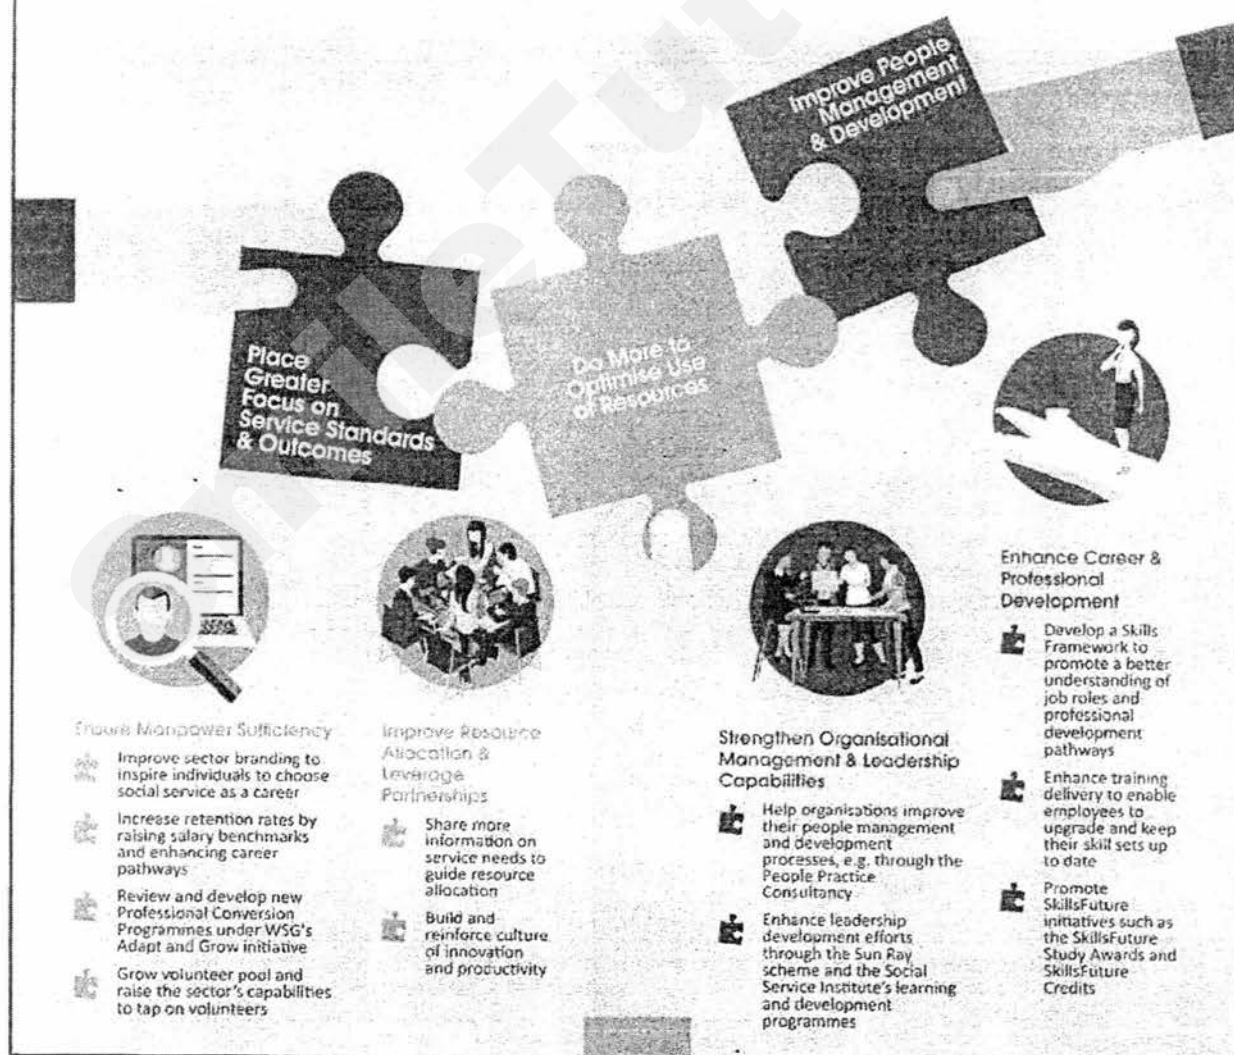 Improve People
Management
& Development
Place
Greater
Focus on
Service Standards
& Outcomes
Do More to
Optimise Use
of Resources
Ensure Manpower Sufficiency
Improve sector branding to
inspire individuals to choose
social service as a career
Increase retention rates by
raising salary benchmarks
and enhancing career
pathways
Review and develop new
Professional Conversion
Programmes under WSG's
Adapt and Grow initiative
Grow volunteer pool and
raise the sector's capabilities
to tap on volunteers
Improve Resource
Allocation &
Leverage
Partnerships
Share more
information on
service needs to
guide resource
allocation
Build and
reinforce culture
of innovation
and productivity
Strengthen Organisational
Management & Leadership
Capabilities
Help organisations improve
their people management
and development
processes, e.g. through the
People Practice
Consultancy
Enhance leadership
development efforts
through the Sun Ray
scheme and the Social
Service Institute's learning
and development
programmes
Enhance Career &
Professional
Development
Develop a Skills
Framework to
promote a better
understanding of
job roles and
professional
development
pathways
Enhance training
delivery to enable
employees to
upgrade and keep
their skill sets up
to date
Promote
SkillsFuture
initiatives such as
the SkillsFuture
Study Awards and
SkillsFuture
Credits